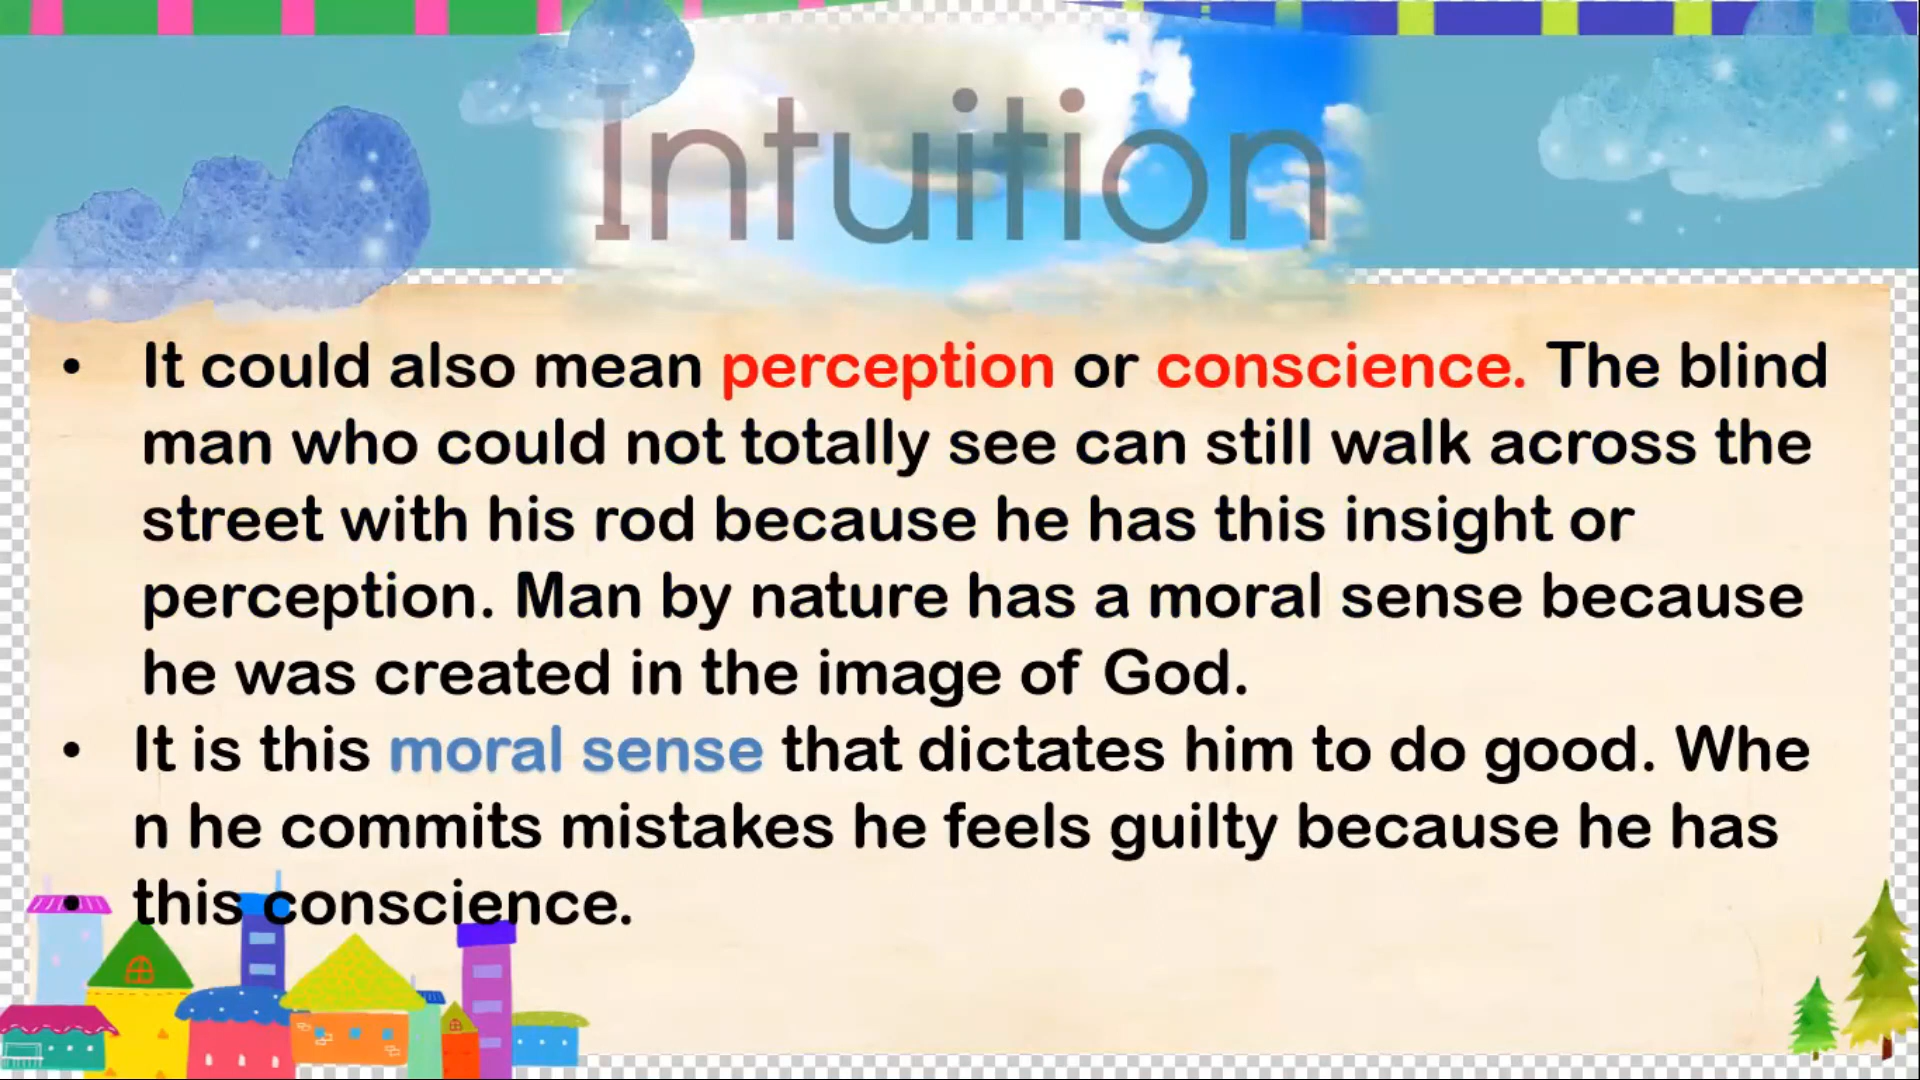 Intuition
• It could also mean perception or conscience. The blind
man who could not totally see can still walk across the
street with his rod because he has this insight or
perception. Man by nature has a moral sense because
he was created in the image of God.
• It is this moral sense that dictates him to do good. Whe
n he commits mistakes he feels guilty because he has
• this conscience.